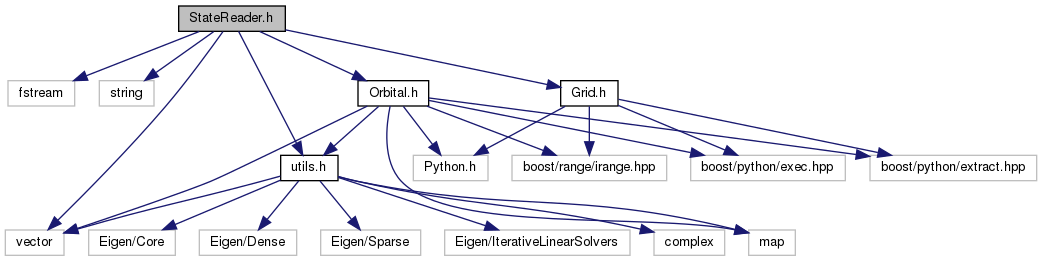 StateReader.h
fstream
string
Orbital.h
Grid.h
utils.h
Python.h
boost/range/irange.hpp
boost/python/exec.hpp
boost/python/extract.hpp
vector
Eigen/Core
Eigen/Dense
Eigen/Sparse
Eigen/IterativeLinearSolvers
complex
map